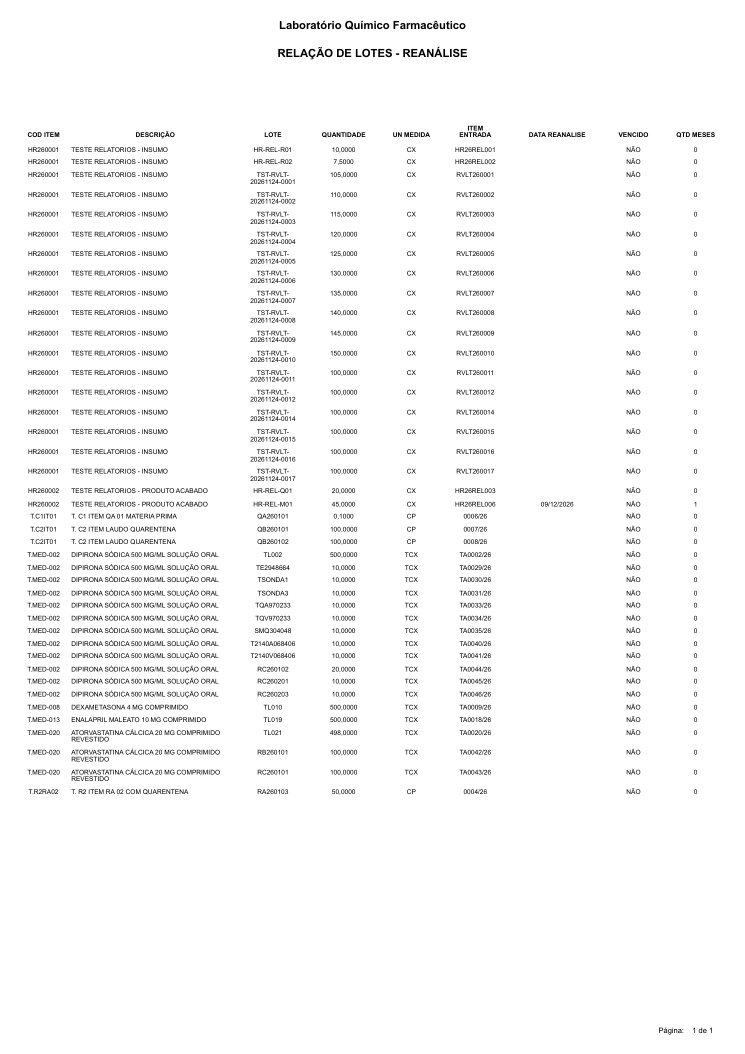 Laboratório Químico Farmacêutico
RELAÇÃO DE LOTES - REANÁLISE
COD ITEM DESCRIÇÃO LOTE QUANTIDADE UN MEDIDA ITEM ENTRADA DATA REANALISE VENCIDO QTD MESES
HR260001 TESTE RELATORIOS - INSUMO HR-REL-R01 10,0000 CX HR26REL001 NÃO 0
HR260001 TESTE RELATORIOS - INSUMO HR-REL-R02 7,5000 CX HR26REL002 NÃO 0
HR260001 TESTE RELATORIOS - INSUMO TST-RVLT- 105,0000 CX RVLT260001 NÃO 0
20261124-0001
HR260001 TESTE RELATORIOS - INSUMO TST-RVLT- 110,0000 CX RVLT260002 NÃO 0
20261124-0002
HR260001 TESTE RELATORIOS - INSUMO TST-RVLT- 115,0000 CX RVLT260003 NÃO 0
20261124-0003
HR260001 TESTE RELATORIOS - INSUMO TST-RVLT- 120,0000 CX RVLT260004 NÃO 0
20261124-0004
HR260001 TESTE RELATORIOS - INSUMO TST-RVLT- 125,0000 CX RVLT260005 NÃO 0
20261124-0005
HR260001 TESTE RELATORIOS - INSUMO TST-RVLT- 130,0000 CX RVLT260006 NÃO 0
20261124-0006
HR260001 TESTE RELATORIOS - INSUMO TST-RVLT- 135,0000 CX RVLT260007 NÃO 0
20261124-0007
HR260001 TESTE RELATORIOS - INSUMO TST-RVLT- 140,0000 CX RVLT260008 NÃO 0
20261124-0008
HR260001 TESTE RELATORIOS - INSUMO TST-RVLT- 145,0000 CX RVLT260009 NÃO 0
20261124-0009
HR260001 TESTE RELATORIOS - INSUMO TST-RVLT- 150,0000 CX RVLT260010 NÃO 0
20261124-0010
HR260001 TESTE RELATORIOS - INSUMO TST-RVLT- 100,0000 CX RVLT260011 NÃO 0
20261124-0011
HR260001 TESTE RELATORIOS - INSUMO TST-RVLT- 100,0000 CX RVLT260012 NÃO 0
20261124-0012
HR260001 TESTE RELATORIOS - INSUMO TST-RVLT- 100,0000 CX RVLT260014 NÃO 0
20261124-0014
HR260001 TESTE RELATORIOS - INSUMO TST-RVLT- 100,0000 CX RVLT260015 NÃO 0
20261124-0015
HR260001 TESTE RELATORIOS - INSUMO TST-RVLT- 100,0000 CX RVLT260016 NÃO 0
20261124-0016
HR260001 TESTE RELATORIOS - INSUMO TST-RVLT- 100,0000 CX RVLT260017 NÃO 0
20261124-0017
HR260002 TESTE RELATORIOS - PRODUTO ACABADO HR-REL-Q01 20,0000 CX HR26REL003 NÃO 0
HR260002 TESTE RELATORIOS - PRODUTO ACABADO HR-REL-M01 45,0000 CX HR26REL006 09/12/2026 NÃO 1
T.C1IT01 T. C1 ITEM QA 01 MATERIA PRIMA QA260101 0,1000 CP 0006/26 NÃO 0
T.C2IT01 T. C2 ITEM LAUDO QUARENTENA QB260101 100,0000 CP 0007/26 NÃO 0
T.C2IT01 T. C2 ITEM LAUDO QUARENTENA QB260102 100,0000 CP 0008/26 NÃO 0
T.MED-002 DIPIRONA SÓDICA 500 MG/ML SOLUÇÃO ORAL TL002 500,0000 TCX TA0002/26 NÃO 0
T.MED-002 DIPIRONA SÓDICA 500 MG/ML SOLUÇÃO ORAL TE2948664 10,0000 TCX TA0029/26 NÃO 0
T.MED-002 DIPIRONA SÓDICA 500 MG/ML SOLUÇÃO ORAL TSONDA1 10,0000 TCX TA0030/26 NÃO 0
T.MED-002 DIPIRONA SÓDICA 500 MG/ML SOLUÇÃO ORAL TSONDA3 10,0000 TCX TA0031/26 NÃO 0
T.MED-002 DIPIRONA SÓDICA 500 MG/ML SOLUÇÃO ORAL TQA970233 10,0000 TCX TA0033/26 NÃO 0
T.MED-002 DIPIRONA SÓDICA 500 MG/ML SOLUÇÃO ORAL TQV970233 10,0000 TCX TA0034/26 NÃO 0
T.MED-002 DIPIRONA SÓDICA 500 MG/ML SOLUÇÃO ORAL SMQ304048 10,0000 TCX TA0035/26 NÃO 0
T.MED-002 DIPIRONA SÓDICA 500 MG/ML SOLUÇÃO ORAL T2140A068406 10,0000 TCX TA0040/26 NÃO 0
T.MED-002 DIPIRONA SÓDICA 500 MG/ML SOLUÇÃO ORAL T2140V068406 10,0000 TCX TA0041/26 NÃO 0
T.MED-002 DIPIRONA SÓDICA 500 MG/ML SOLUÇÃO ORAL RC260102 20,0000 TCX TA0044/26 NÃO 0
T.MED-002 DIPIRONA SÓDICA 500 MG/ML SOLUÇÃO ORAL RC260201 10,0000 TCX TA0045/26 NÃO 0
T.MED-002 DIPIRONA SÓDICA 500 MG/ML SOLUÇÃO ORAL RC260203 10,0000 TCX TA0046/26 NÃO 0
T.MED-008 DEXAMETASONA 4 MG COMPRIMIDO TL010 500,0000 TCX TA0009/26 NÃO 0
T.MED-013 ENALAPRIL MALEATO 10 MG COMPRIMIDO TL019 500,0000 TCX TA0018/26 NÃO 0
T.MED-020 ATORVASTATINA CÁLCICA 20 MG COMPRIMIDO TL021 498,0000 TCX TA0020/26 NÃO 0
REVESTIDO
T.MED-020 ATORVASTATINA CÁLCICA 20 MG COMPRIMIDO RB260101 100,0000 TCX TA0042/26 NÃO 0
REVESTIDO
T.MED-020 ATORVASTATINA CÁLCICA 20 MG COMPRIMIDO RC260101 100,0000 TCX TA0043/26 NÃO 0
REVESTIDO
T.R2RA02 T. R2 ITEM RA 02 COM QUARENTENA RA260103 50,0000 CP 0004/26 NÃO 0
Página: 1 de 1